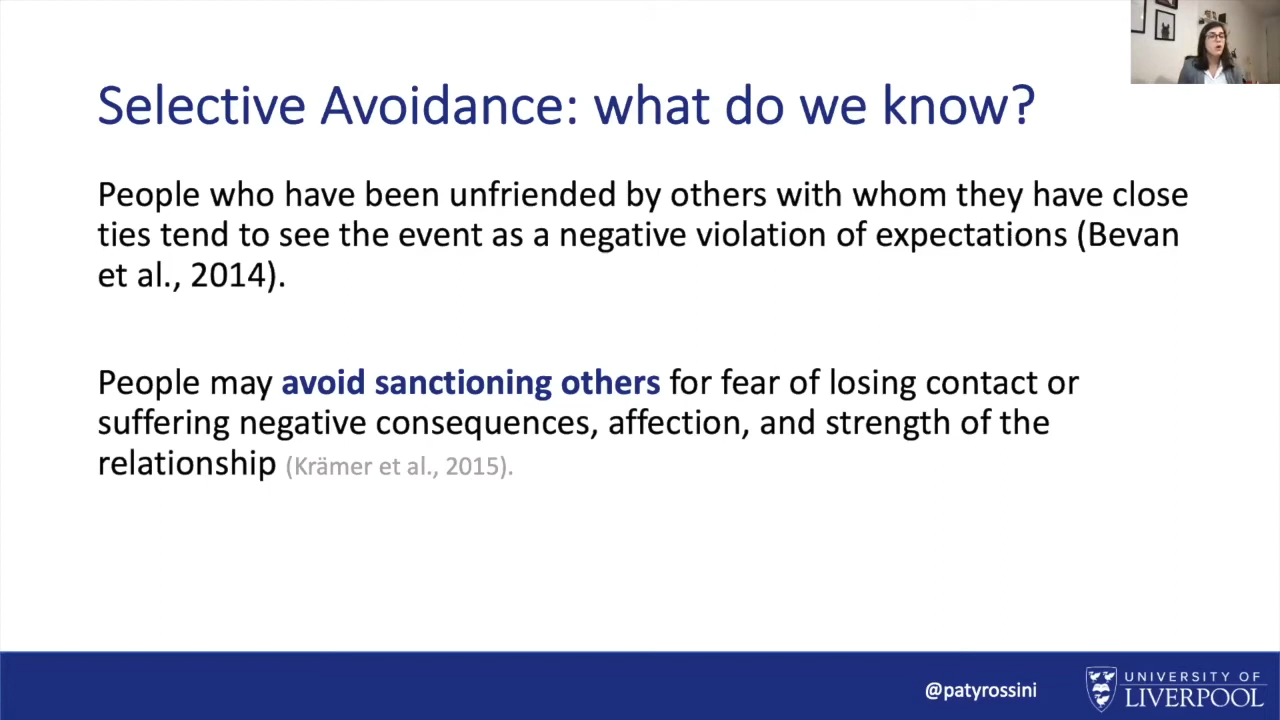 Selective Avoidance: what do we know?
People who have been unfriended by others with whom they have close
ties tend to see the event as a negative violation of expectations (Bevan
et al., 2014).
People may avoid sanctioning others for fear of losing contact or
suffering negative consequences, affection, and strength of the
relationship (Krämer et al., 2015).
@patyrossini
UNIVERSITY OF
LIVERPOOL